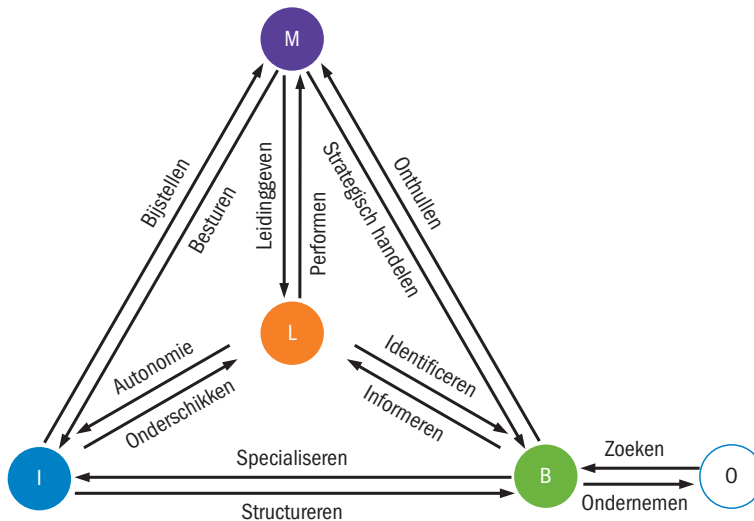 M
Bijstellen
Besturen
Leidinggeven
Performen
Strategisch handelen
Onthullen
L
Autonomie
Onderschikken
Identificeren
Informeren
I
Specialiseren
Structureren
B
Zoeken
Ondernemen
O